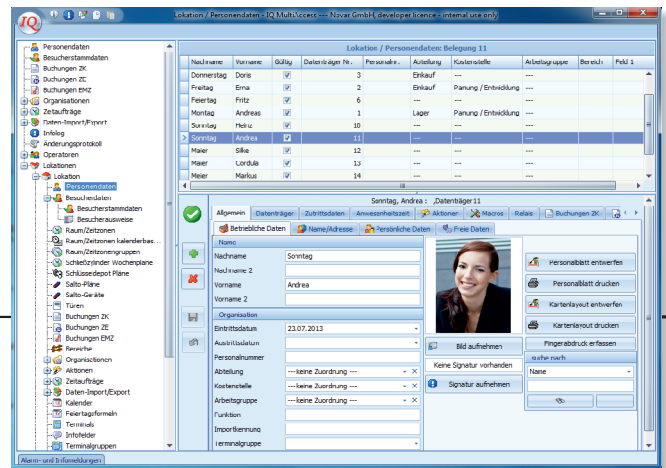 IQ
Lokation / Personendaten - IQ MultiAccess --- Novar GmbH, developer licence - internal use only
Personendaten
Besucherstammdaten
Buchungen ZK
Buchungen ZE
Buchungen EMZ
Organisationen
Zeitaufträge
Daten-Import/Export
Infolog
Änderungsprotokoll
Operatoren
Lokationen
Lokation
Personendaten
Besucherdaten
Besucherstammdaten
Besucherausweise
Raum/Zeitzonen
Raum/Zeitzonen kalenderbas...
Raum/Zeitzonengruppen
Schließzylinder Wochenpläne
Schlüsseldepot Pläne
Salto-Pläne
Salto-Geräte
Türen
Buchungen ZK
Buchungen ZE
Buchungen EMZ
Bereiche
Organisationen
Aktionen
Zeitaufträge
Daten-Import/Export
Kalender
Feiertagsformeln
Terminals
Infofelder
Terminalgruppen
Alarm- und Infomeldungen
Lokation / Personendaten: Belegung 11
Nachname Vorname Gültig Datenträger Nr. Personalnr. Abteilung Kostenstelle Arbeitsgruppe Bereich Feld 1
Donnerstag Doris 3 Einkauf --- ---
Freitag Erna 2 Einkauf Planung / Entwicklung ---
Feiertag Fritz 6 --- --- ---
Montag Andreas 1 Lager Planung / Entwicklung ---
Sonntag Heinz 10 --- --- ---
Sonntag Andrea 11 --- --- ---
Maier Silke 12 --- --- ---
Maier Cordula 13 --- --- ---
Meier Markus 14 --- --- ---
Sonntag, Andrea : ,Datenträger 11
Allgemein Datenträger Zutrittsdaten Anwesenheitszeit Aktionen Macros Relais Buchungen ZK
Betriebliche Daten Name/Adresse Persönliche Daten Freie Daten
Name
Nachname Sonntag
Nachname 2
Vorname Andrea
Vorname 2
Organisation
Eintrittsdatum 23.07.2013
Austrittsdatum
Personalnummer
Abteilung ---keine Zuordnung ---
Kostenstelle ---keine Zuordnung ---
Arbeitsgruppe ---keine Zuordnung ---
Funktion
Importkennung
Terminalgruppe
Bild aufnehmen
Keine Signatur vorhanden
Signatur aufnehmen
Personalblatt entwerfen
Personalblatt drucken
Kartenlayout entwerfen
Kartenlayout drucken
Fingerabdruck erfassen
suche nach
Name